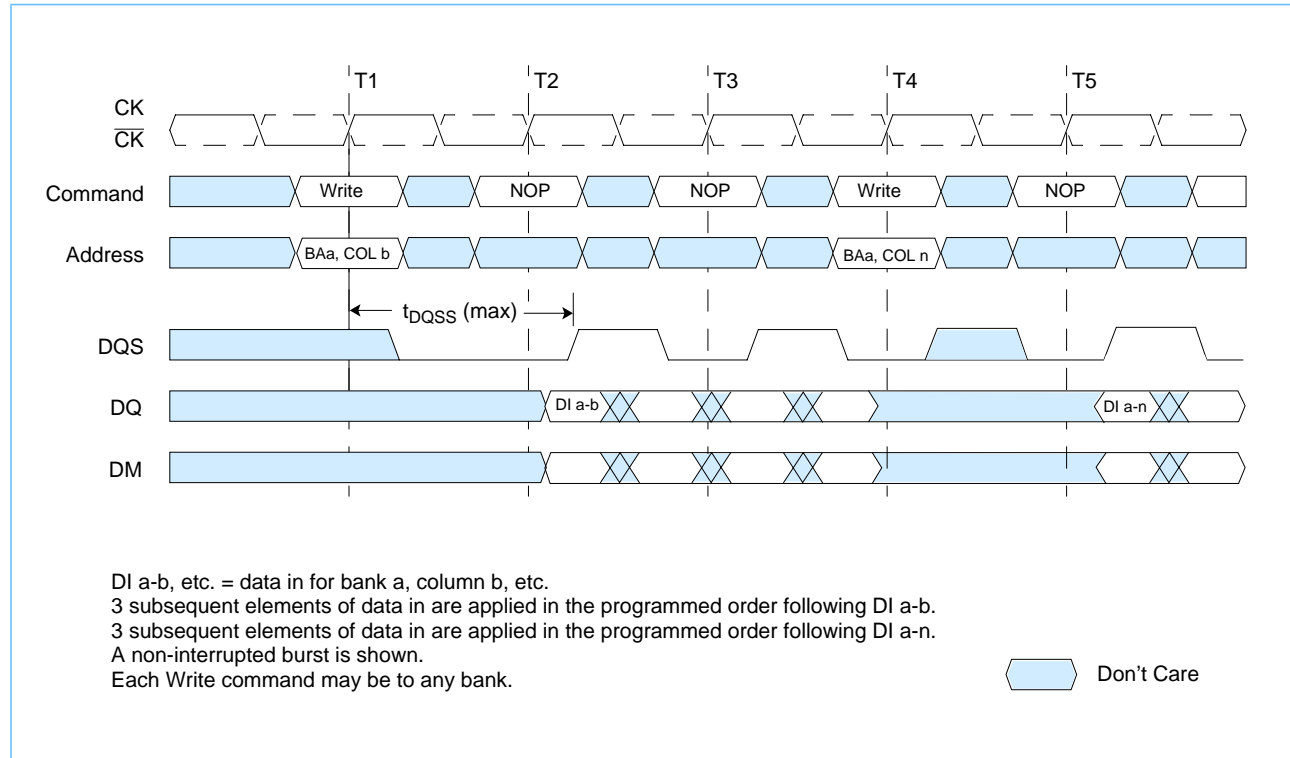 T1 T2 T3 T4 T5
CK
CK
Command Write NOP NOP Write NOP
Address BAa, COL b BAa, COL n
tDQSS (max)
DQS
DQ DI a-b DI a-n
DM
DI a-b, etc. = data in for bank a, column b, etc.
3 subsequent elements of data in are applied in the programmed order following DI a-b.
3 subsequent elements of data in are applied in the programmed order following DI a-n.
A non-interrupted burst is shown.
Each Write command may be to any bank.
Don't Care